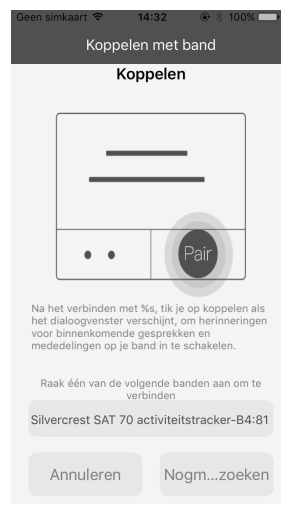 Geen simkaart 14:32 100%
Koppelen met band
Koppelen
Pair
Na het verbinden met %s, tik je op koppelen als
het dialoogvenster verschijnt, om herinneringen
voor binnenkomende gesprekken en
mededelingen op je band in te schakelen.
Raak één van de volgende banden aan om te
verbinden
Silvercrest SAT 70 activiteitstracker-B4:81
Annuleren Nogm...zoeken